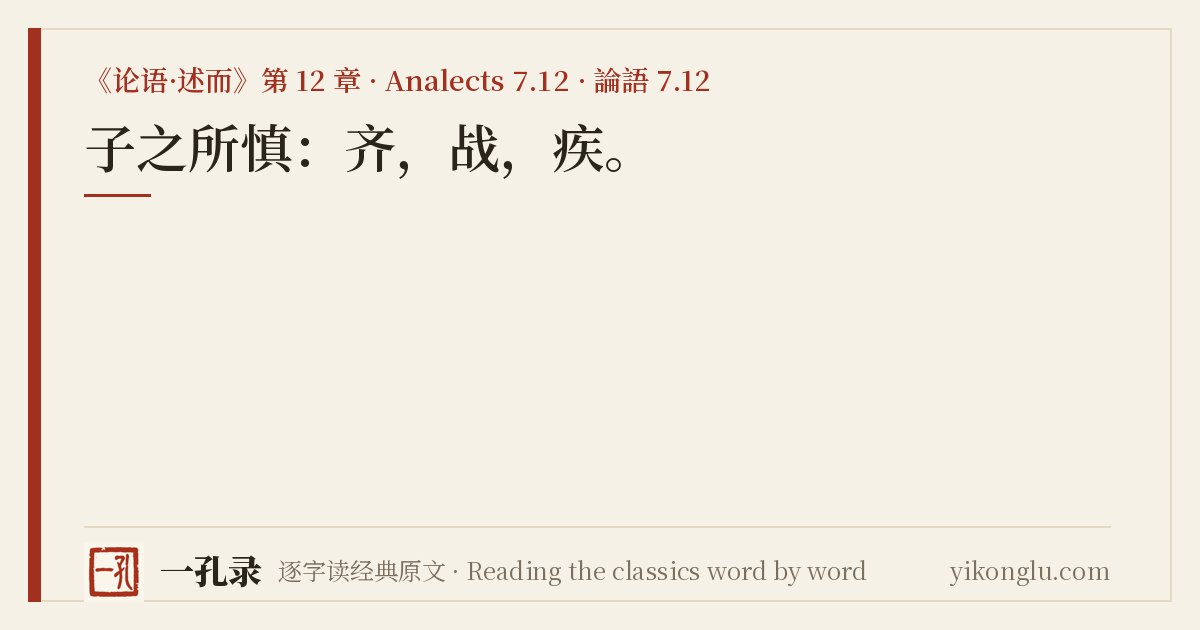 《论语·述而》第 12 章 · Analects 7.12 · 論語 7.12
子之所慎：齐，战，疾。
一孔
一孔录 逐字读经典原文 · Reading the classics word by word yikonglu.com